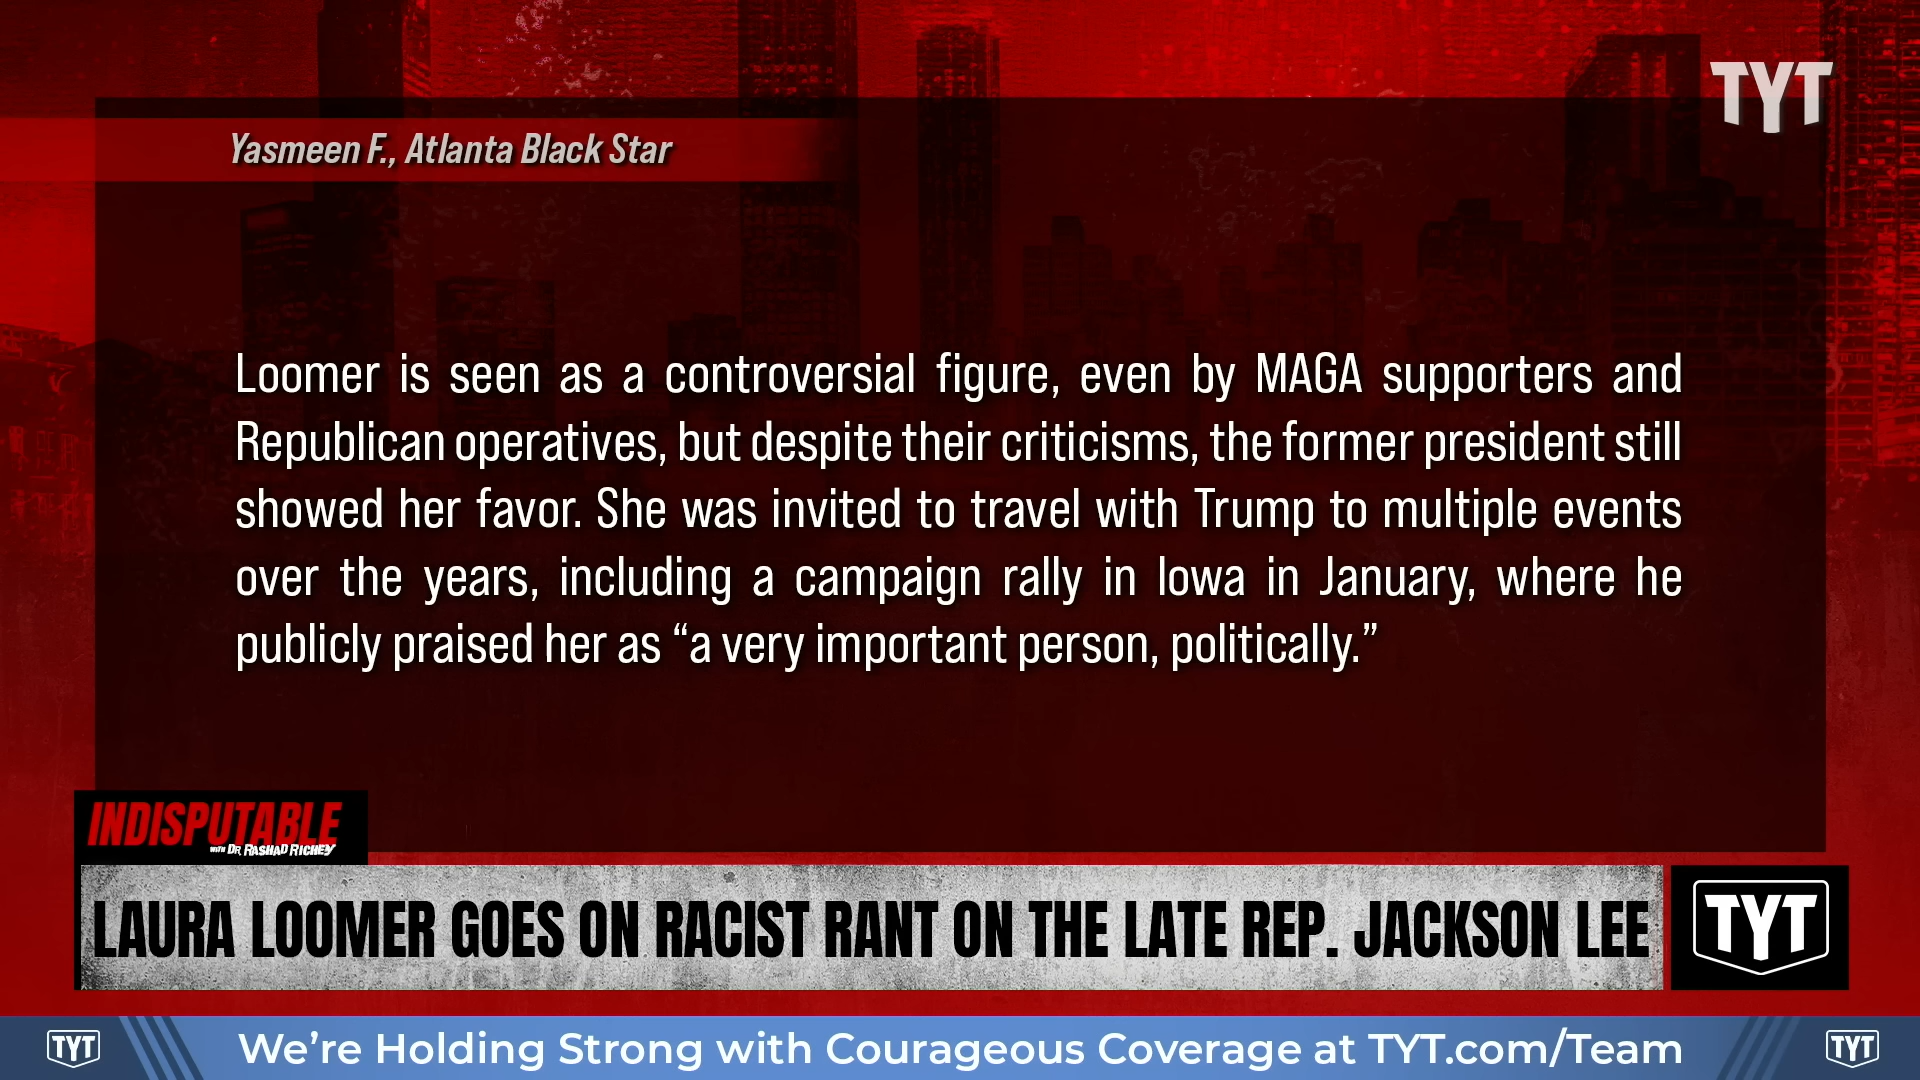 TYT
Yasmeen F., Atlanta Black Star
Loomer is seen as a controversial figure, even by MAGA supporters and
Republican operatives, but despite their criticisms, the former president still
showed her favor. She was invited to travel with Trump to multiple events
over the years, including a campaign rally in Iowa in January, where he
publicly praised her as “a very important person, politically.”
INDISPUTABLE
WITH DR RASHAD RICHEY
LAURA LOOMER GOES ON RACIST RANT ON THE LATE REP. JACKSON LEE
TYT
TYT
We’re Holding Strong with Courageous Coverage at TYT.com/Team
TYT